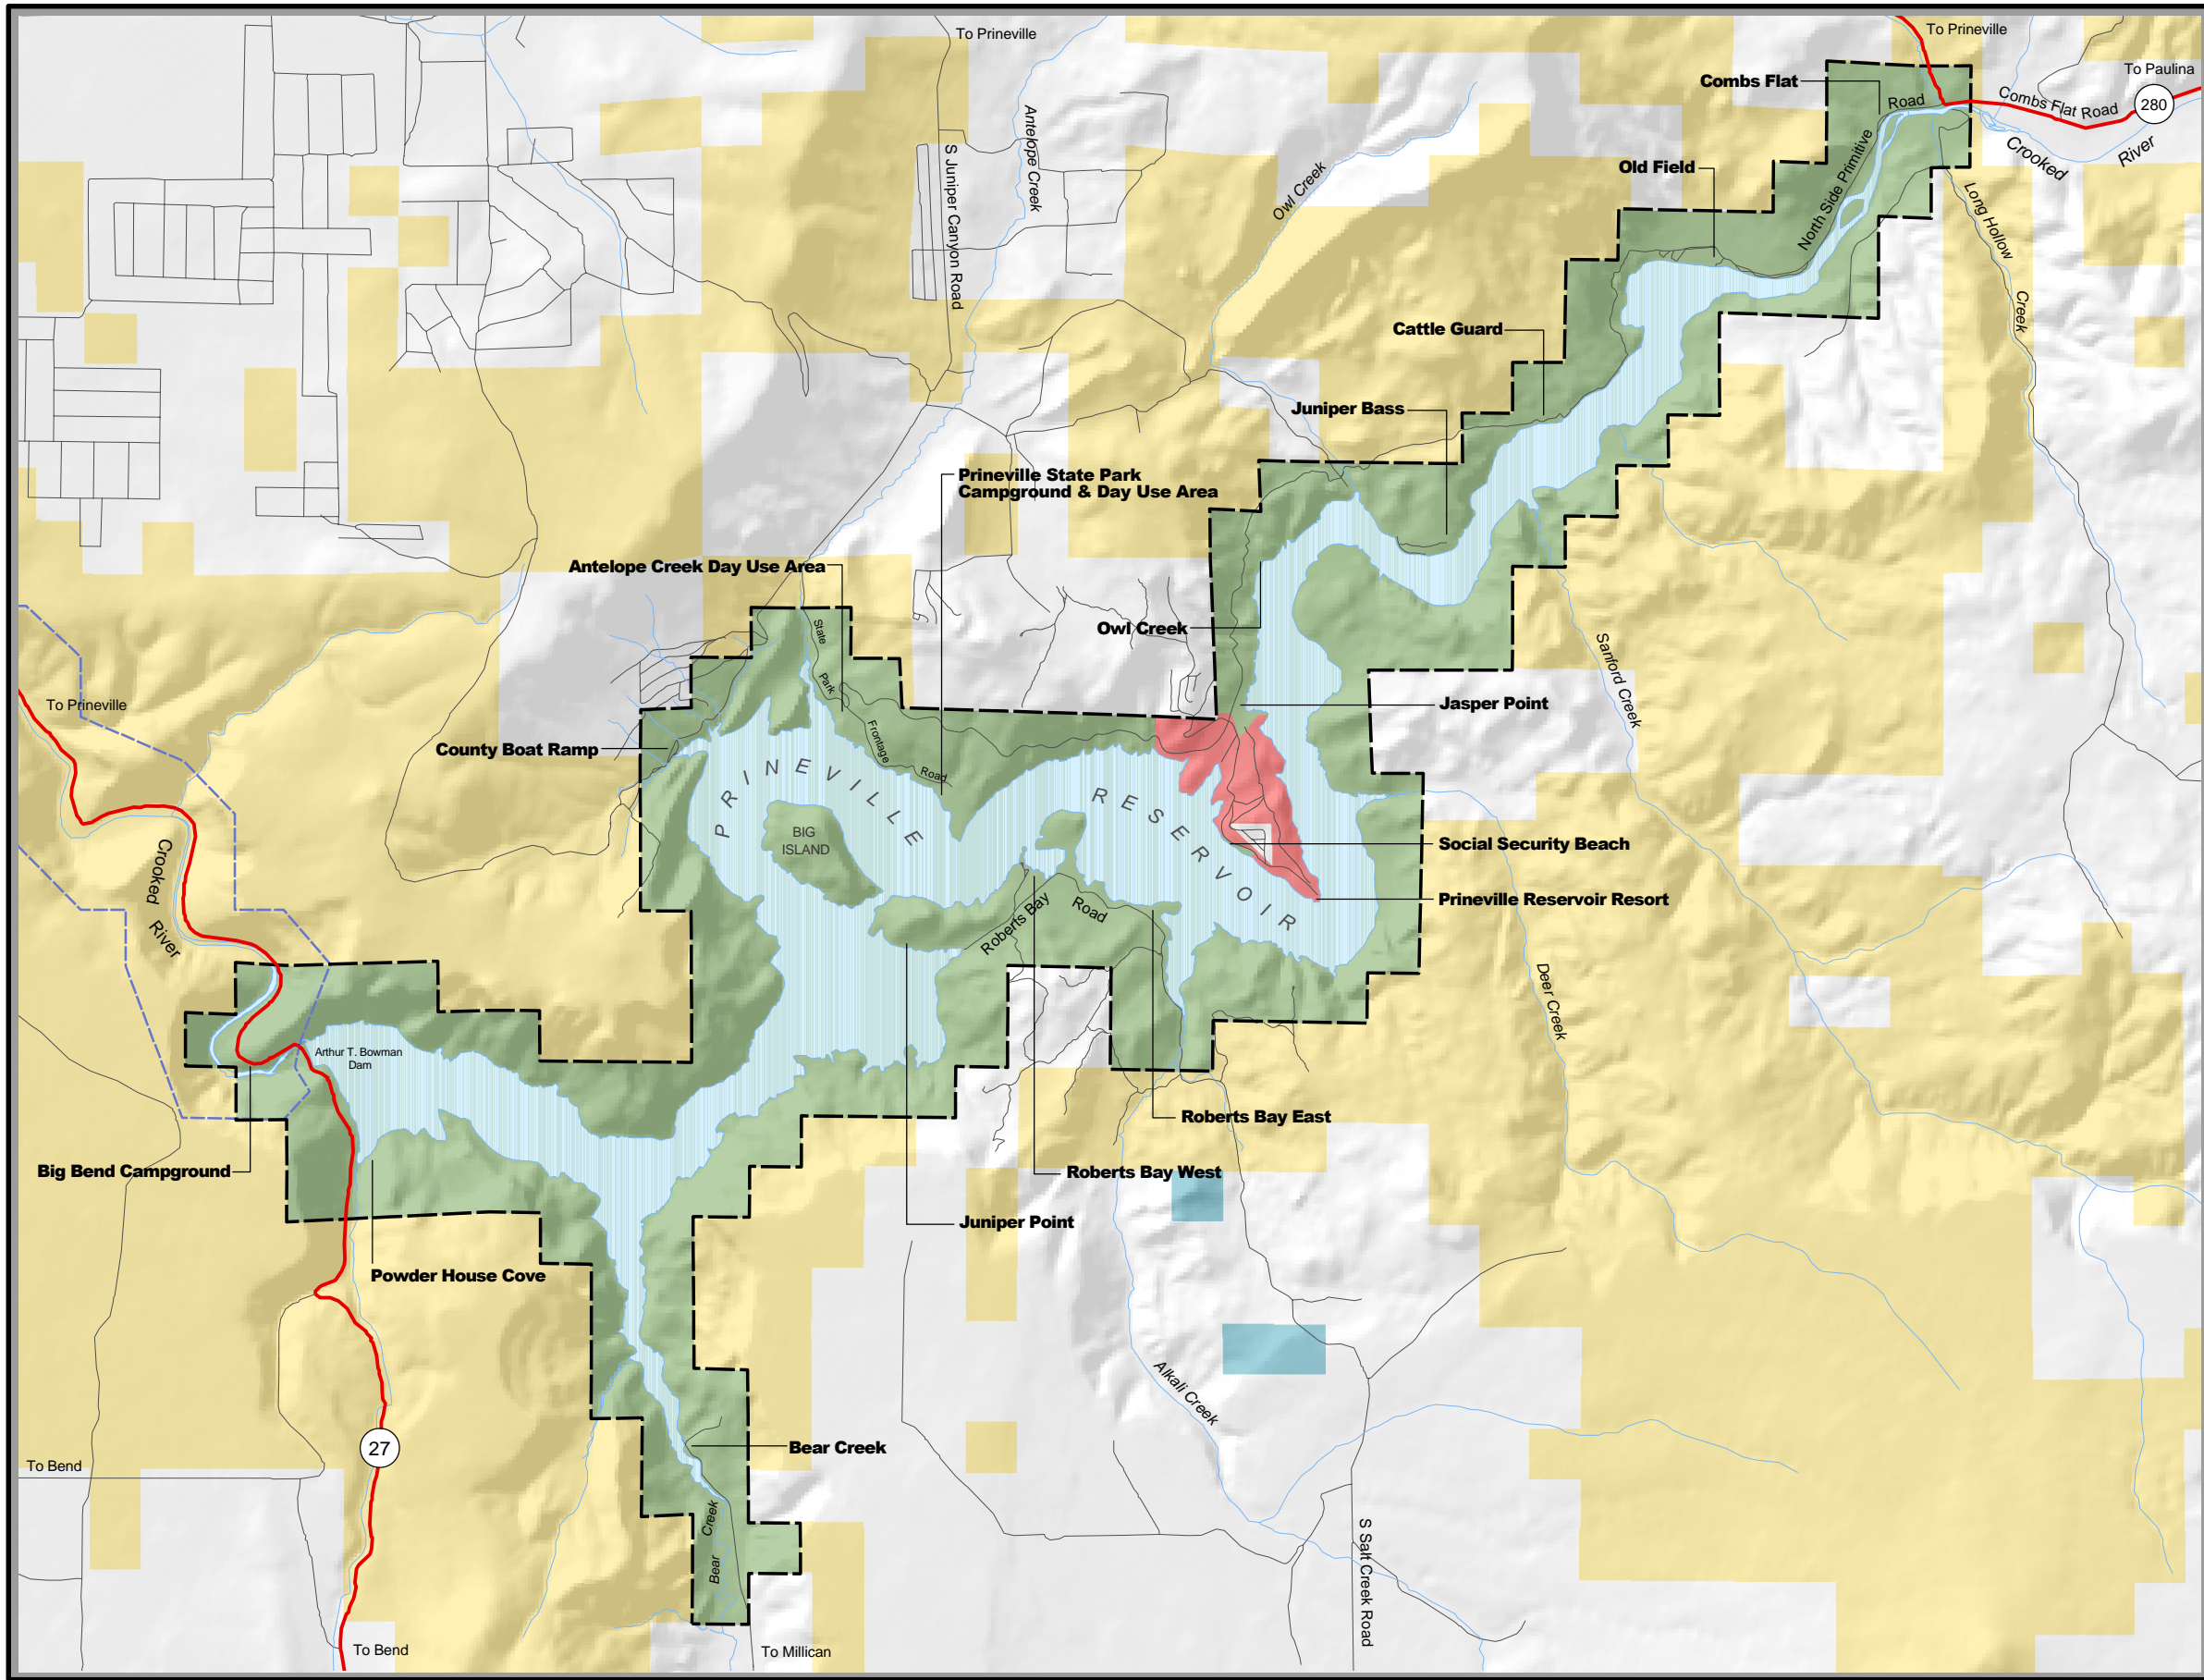 To Prineville
To Prineville
To Paulina
Combs Flat
Road
Combs Flat Road
280
Crooked
River
Antelope Creek
S Juniper Canyon Road
Owl Creek
Old Field
North Side Primitive
Long Hollow
Creek
Cattle Guard
Juniper Bass
Prineville State Park
Campground & Day Use Area
Antelope Creek Day Use Area
State
Park
Frontage
Road
Owl Creek
Sanford Creek
To Prineville
Jasper Point
County Boat Ramp
PRINEVILLE
RESERVOIR
BIG
ISLAND
Social Security Beach
Prineville Reservoir Resort
Crooked
River
Roberts Bay
Road
Deer Creek
Arthur T. Bowman
Dam
Roberts Bay East
Big Bend Campground
Roberts Bay West
Juniper Point
Powder House Cove
Alkali Creek
27
Bear Creek
To Bend
Bear
Creek
S Salt Creek Road
To Bend
To Millican